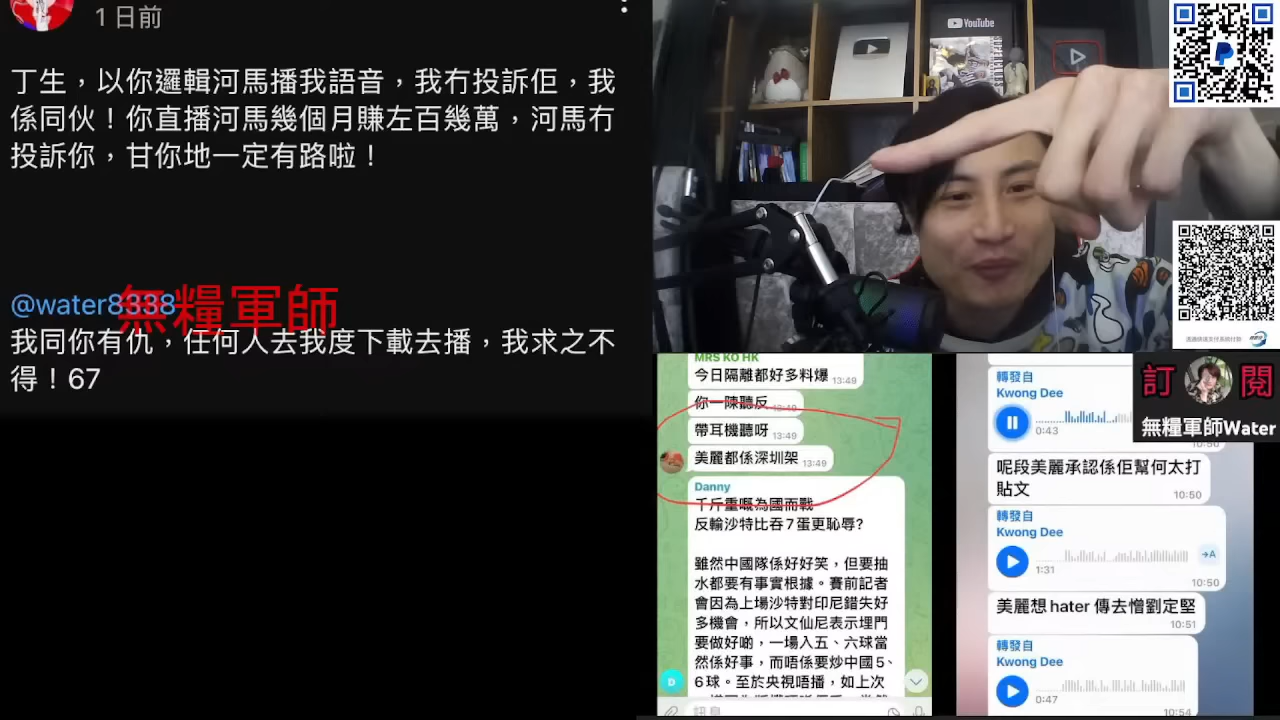 1 日前
丁生，以你邏輯河馬播我語音，我冇投訴佢，我
係同伙！你直播河馬幾個月賺左百幾萬，河馬冇
投訴你，甘你地一定有路啦！
@water8338
無糧軍師
我同你有仇，任何人去我度下載去播，我求之不
得！67
YouTube
MRS KO HK
今日隔離都好多料爆 13:49
你一陳聽反 13:49
帶耳機聽呀 13:49
美麗都係深圳架 13:49
Danny
千斤重嘅為國而戰
反輸沙特比吞7蛋更恥辱?
雖然中國隊係好好笑，但要抽
水都要有事實根據。賽前記者
會因為上場沙特對印尼錯失好
多機會，所以文仙尼表示埋門
要做好啲，一場入五、六球當
然係好事，而唔係要炒中國5、
6球。至於央視唔播，如上次
D
訊息
轉發自
Kwong Dee
0:43
10:50
呢段美麗承認係佢幫何太打
貼文
10:50
轉發自
Kwong Dee
1:31
→A
10:50
美麗想hater 傳去憎劉定堅
10:51
轉發自
Kwong Dee
0:47
10:54
訂 閱
無糧軍師Water